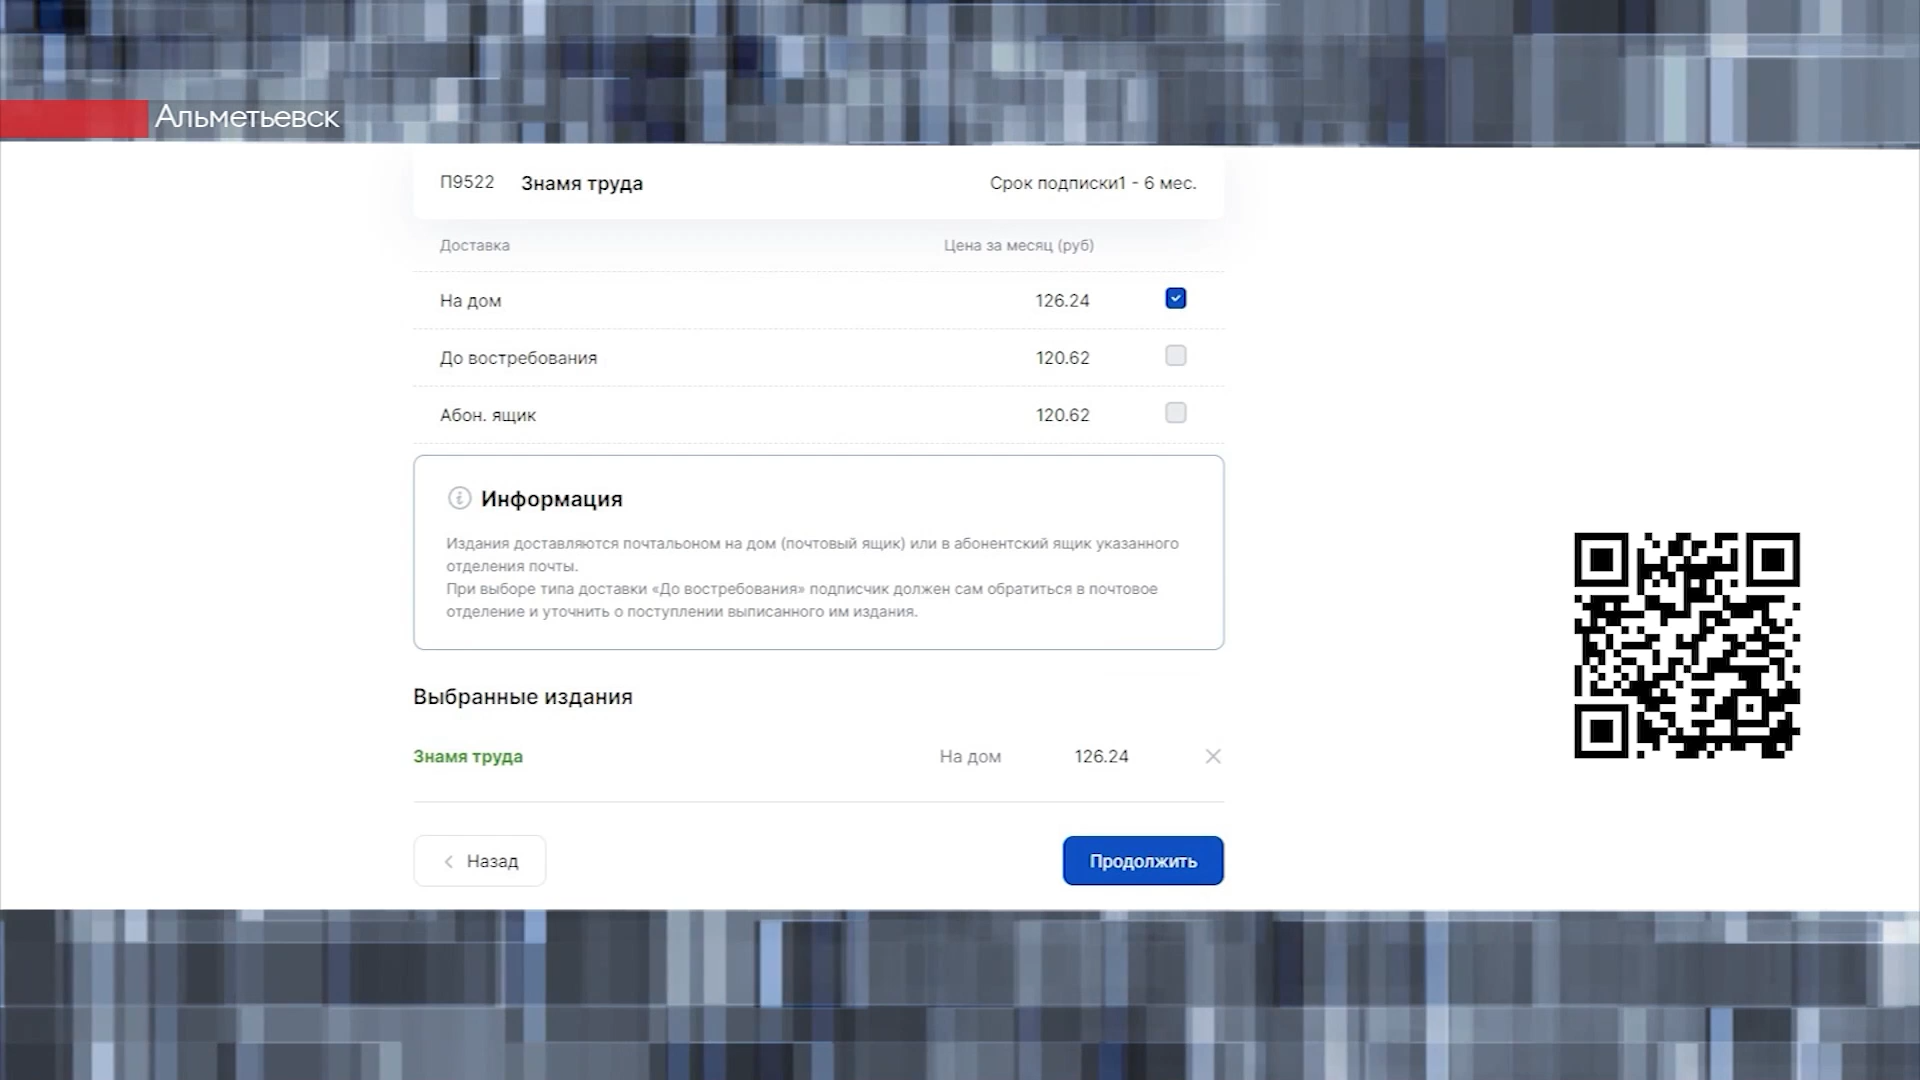 Альметьевск
П9522 Знамя труда Срок подписки1 - 6 мес.
Доставка Цена за месяц (руб)
На дом 126.24
До востребования 120.62
Абон. ящик 120.62
Информация
Издания доставляются почтальоном на дом (почтовый ящик) или в абонентский ящик указанного
отделения почты.
При выборе типа доставки «До востребования» подписчик должен сам обратиться в почтовое
отделение и уточнить о поступлении выписанного им издания.
Выбранные издания
Знамя труда На дом 126.24
Назад Продолжить